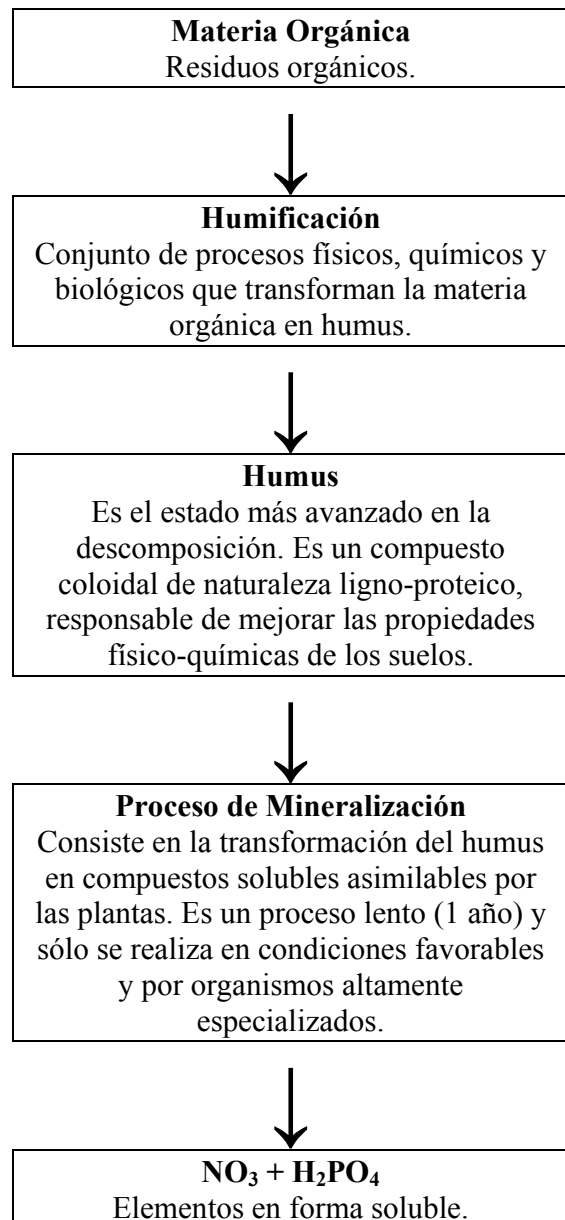 Materia Orgánica
Residuos orgánicos.
Humificación
Conjunto de procesos físicos, químicos y
biológicos que transforman la materia
orgánica en humus.
Humus
Es el estado más avanzado en la
descomposición. Es un compuesto
coloidal de naturaleza ligno-proteico,
responsable de mejorar las propiedades
físico-químicas de los suelos.
Proceso de Mineralización
Consiste en la transformación del humus
en compuestos solubles asimilables por
las plantas. Es un proceso lento (1 año) y
sólo se realiza en condiciones favorables
y por organismos altamente
especializados.
NO₃ + H₂PO₄
Elementos en forma soluble.